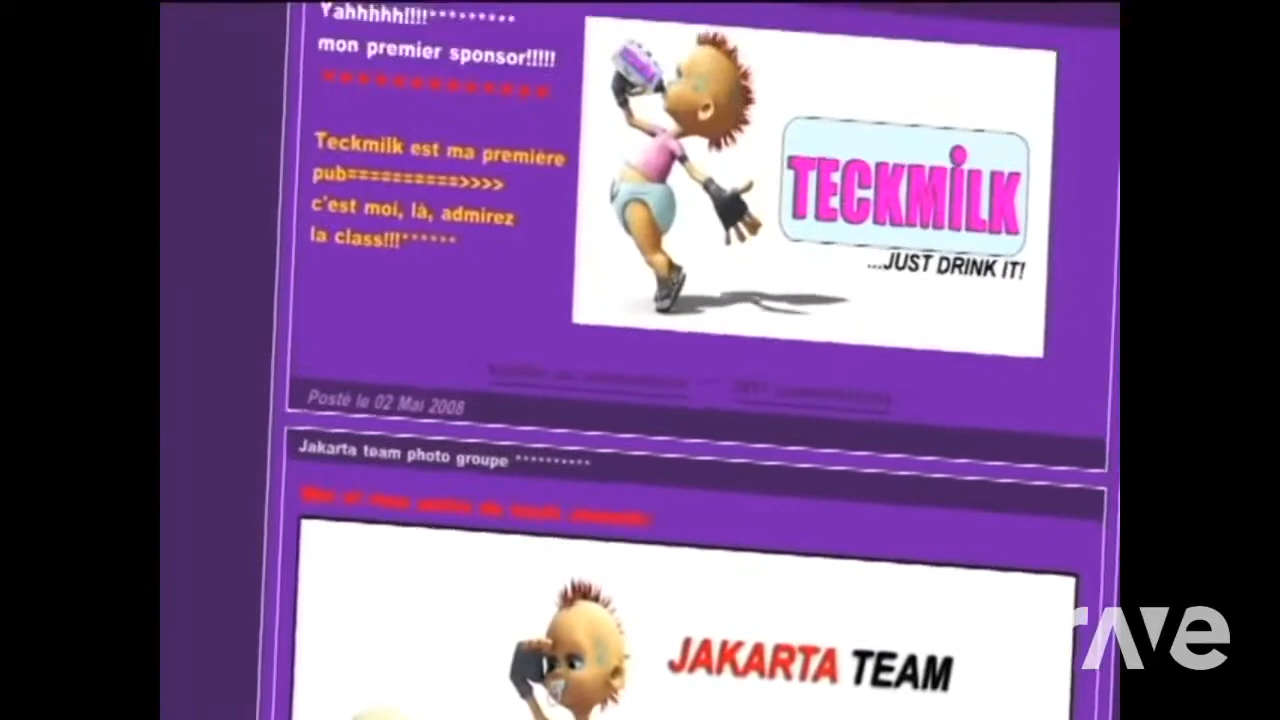 Yahhhhh!!!!*********
mon premier sponsor!!!!!
Teckmilk est ma première
pub==========>>>>
c'est moi, là, admirez
la class!!!******
TECKMiLK
...JUST DRINK IT!
Posté le 02 Mai 2008
Jakarta team photo groupe **********
JAKARTA TEAM
rave